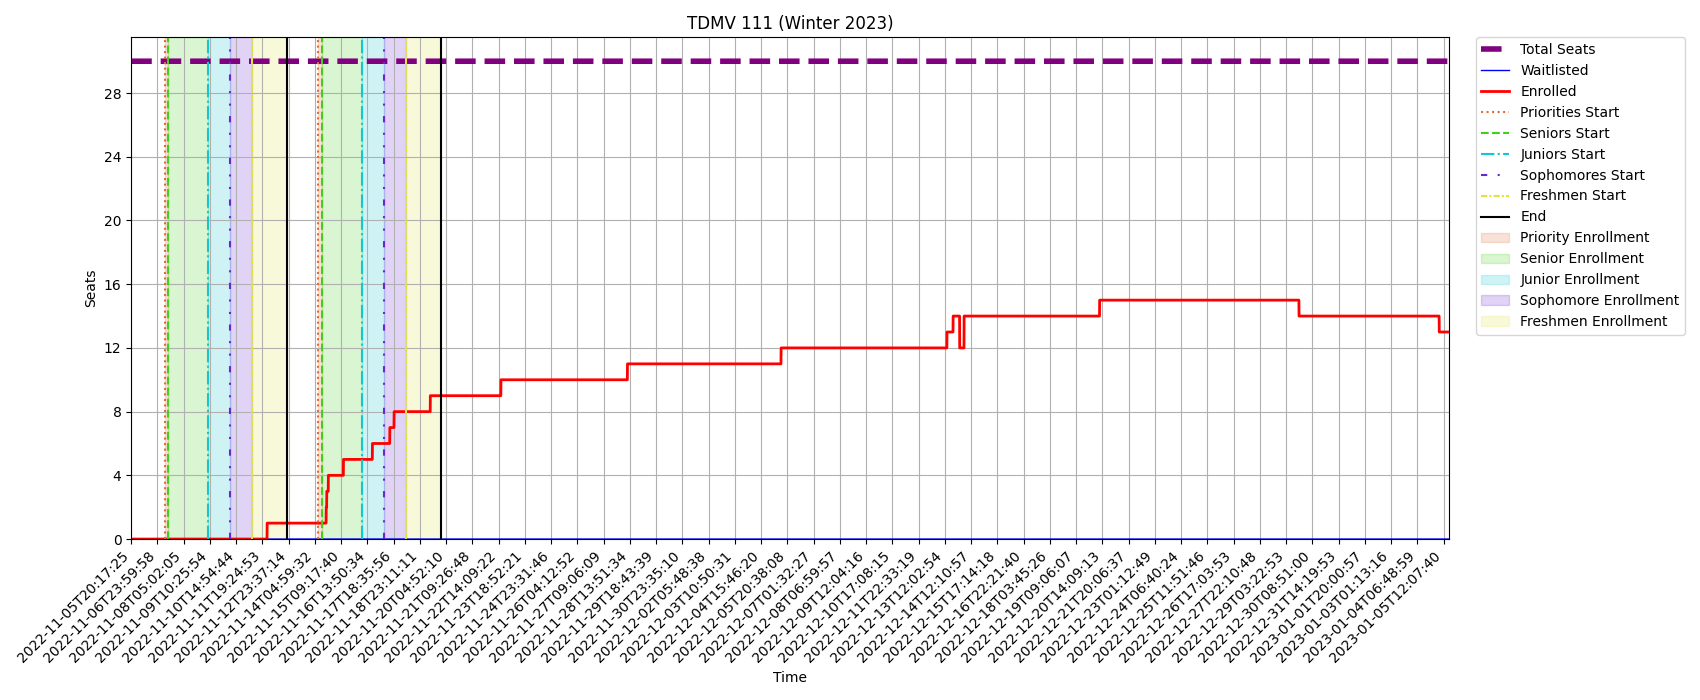 TDMV 111 (Winter 2023)
Seats
28
24
20
16
12
8
4
0
2022-11-05T20:17:25
2022-11-06T23:59:58
2022-11-08T05:02:05
2022-11-09T10:25:54
2022-11-10T14:54:44
2022-11-11T19:24:53
2022-11-12T23:37:14
2022-11-14T04:59:32
2022-11-15T09:17:40
2022-11-16T13:50:34
2022-11-17T18:35:56
2022-11-18T23:11:11
2022-11-20T04:52:10
2022-11-21T09:26:48
2022-11-22T14:09:22
2022-11-23T18:52:21
2022-11-24T23:31:46
2022-11-26T04:12:52
2022-11-27T09:06:09
2022-11-28T13:51:34
2022-11-29T18:43:39
2022-11-30T23:35:10
2022-12-02T05:48:38
2022-12-03T10:50:31
2022-12-04T15:46:20
2022-12-05T20:38:08
2022-12-07T01:32:27
2022-12-08T06:59:57
2022-12-09T12:04:16
2022-12-10T17:08:15
2022-12-11T22:33:19
2022-12-13T12:02:54
2022-12-14T12:10:57
2022-12-15T17:14:18
2022-12-16T22:21:40
2022-12-18T03:45:26
2022-12-19T09:06:07
2022-12-20T14:09:13
2022-12-21T20:06:37
2022-12-23T01:12:49
2022-12-24T06:40:24
2022-12-25T11:51:46
2022-12-26T17:03:53
2022-12-27T22:10:48
2022-12-29T03:22:53
2022-12-30T08:51:00
2022-12-31T14:19:53
2023-01-01T20:00:57
2023-01-03T01:13:16
2023-01-04T06:48:59
2023-01-05T12:07:40
Time
Total Seats
Waitlisted
Enrolled
Priorities Start
Seniors Start
Juniors Start
Sophomores Start
Freshmen Start
End
Priority Enrollment
Senior Enrollment
Junior Enrollment
Sophomore Enrollment
Freshmen Enrollment